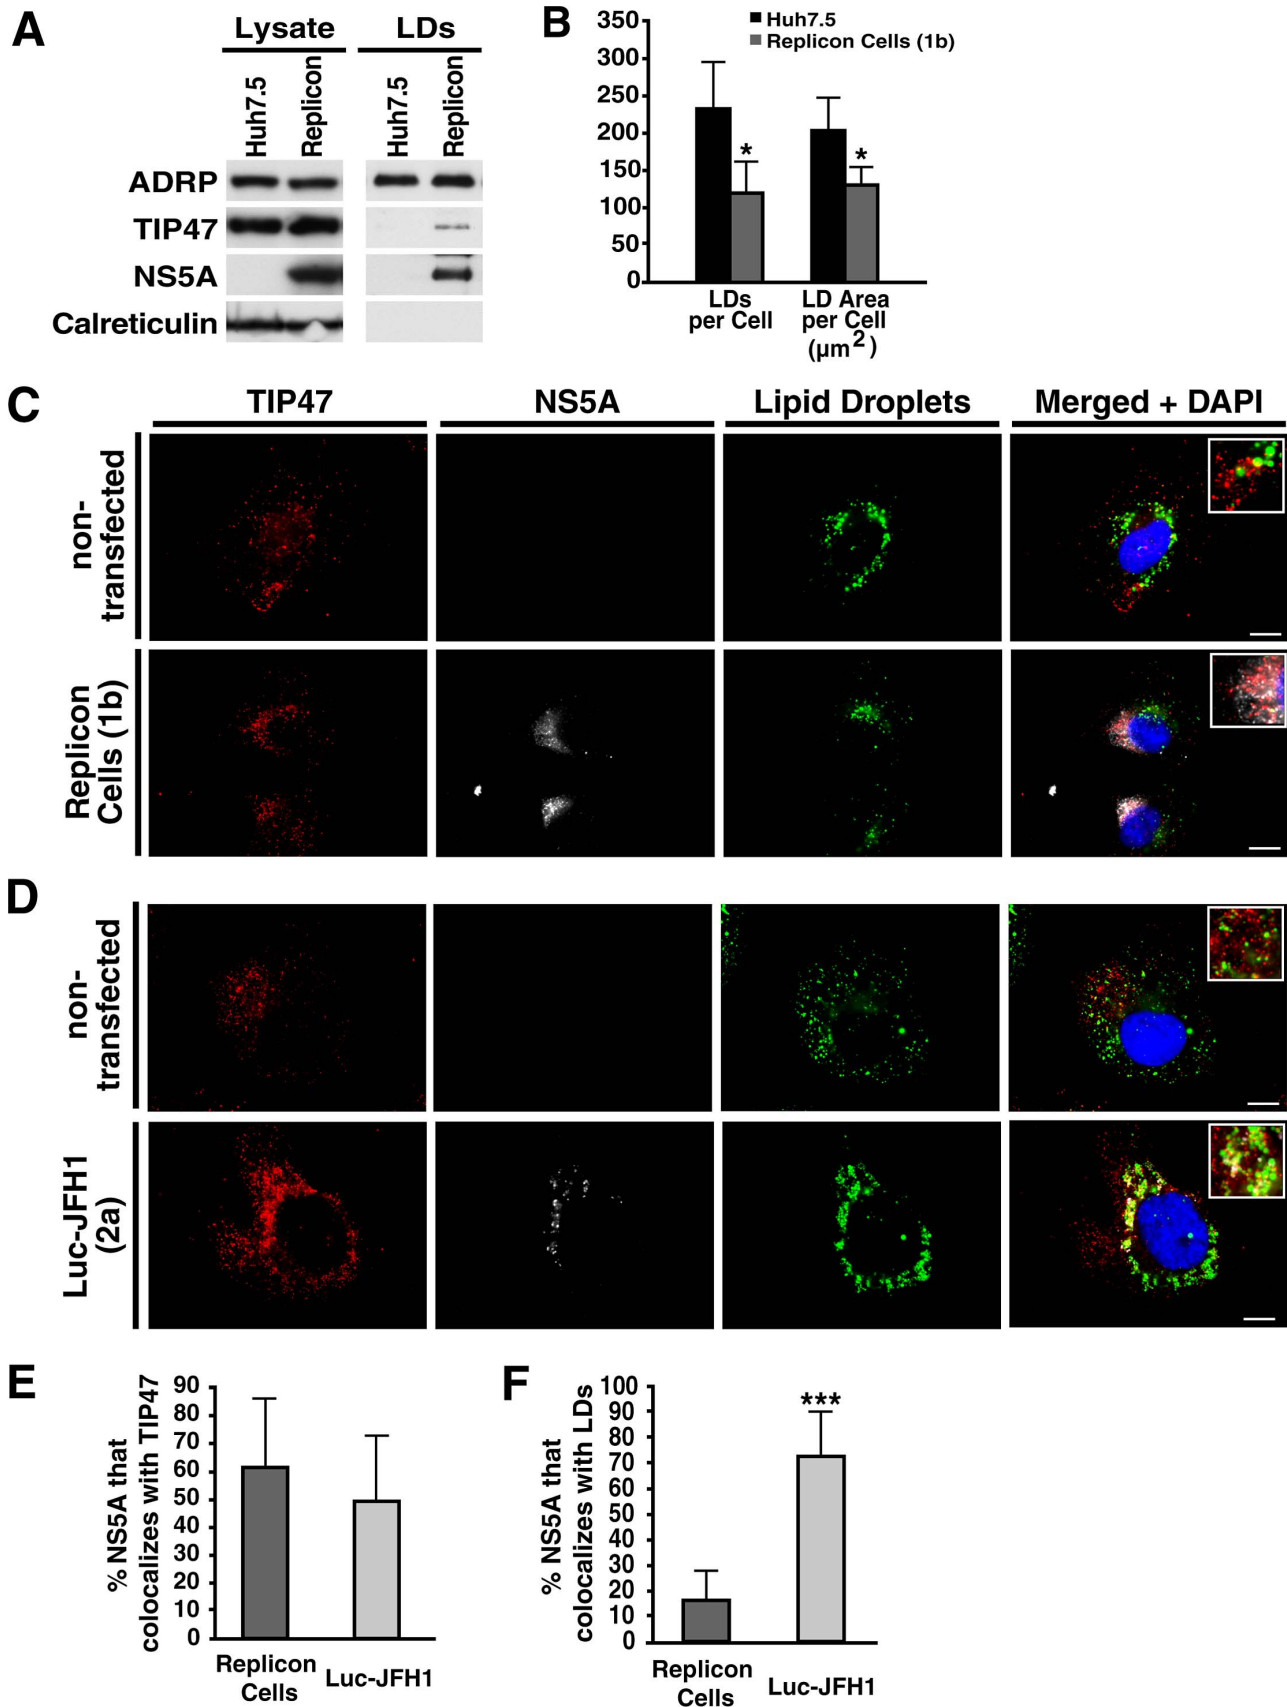 A
Lysate
LDs
Huh7.5
Replicon
Huh7.5
Replicon
ADRP
TIP47
NS5A
Calreticulin
B
350
300
250
200
150
100
50
0
Huh7.5
Replicon Cells (1b)
*
*
LDs
per Cell
LD Area
per Cell
(µm²)
C
TIP47
NS5A
Lipid Droplets
Merged + DAPI
non-
transfected
Replicon
Cells (1b)
D
non-
transfected
Luc-JFH1
(2a)
E
% NS5A that
colocalizes with TIP47
90
80
70
60
50
40
30
20
10
0
Replicon
Cells
Luc-JFH1
F
% NS5A that
colocalizes with LDs
100
90
80
70
60
50
40
30
20
10
0
***
Replicon
Cells
Luc-JFH1